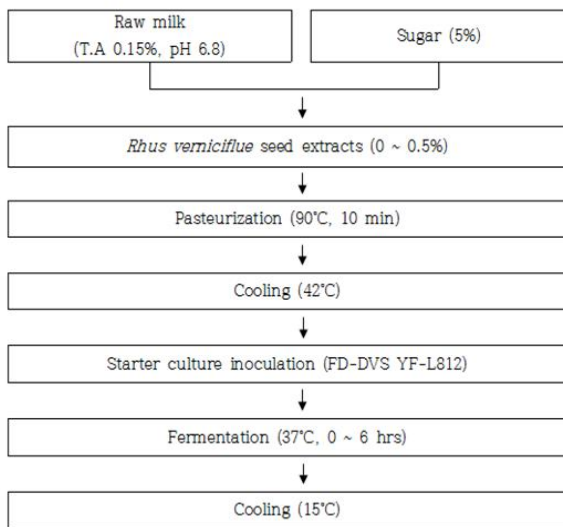 Raw milk
(T.A 0.15%, pH 6.8)
Sugar (5%)
Rhus verniciflue seed extracts (0 ~ 0.5%)
Pasteurization (90℃, 10 min)
Cooling (42℃)
Starter culture inoculation (FD-DVS YF-L812)
Fermentation (37℃, 0 ~ 6 hrs)
Cooling (15℃)